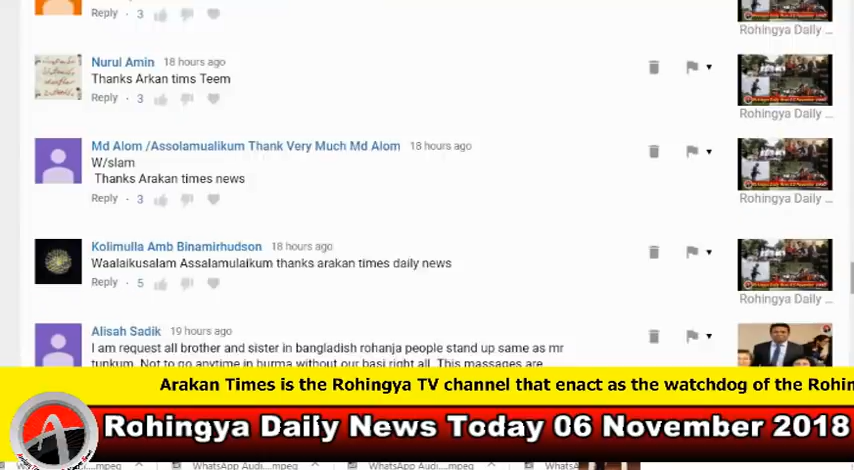 Reply · 3
Rohingya Daily ...
Nurul Amin 18 hours ago
Thanks Arkan tims Teem
Reply · 3
Rohingya Daily ...
Md Alom /Assolamualikum Thank Very Much Md Alom 18 hours ago
W/slam
Thanks Arakan times news
Reply · 3
Rohingya Daily ...
Kolimulla Amb Binamirhudson 18 hours ago
Waalaikusalam Assalamulaikum thanks arakan times daily news
Reply · 5
Rohingya Daily ...
Alisah Sadik 19 hours ago
I am request all brother and sister in bangladish rohanja people stand up same as mr
tunkum. Not to go anytime in burma without our basi right all. This massages are
Arakan Times is the Rohingya TV channel that enact as the watchdog of the Rohin
Rohingya Daily News Today 06 November 2018
WhatsApp Audi....mpeg WhatsApp Audi....mpeg WhatsApp Audi....mpeg